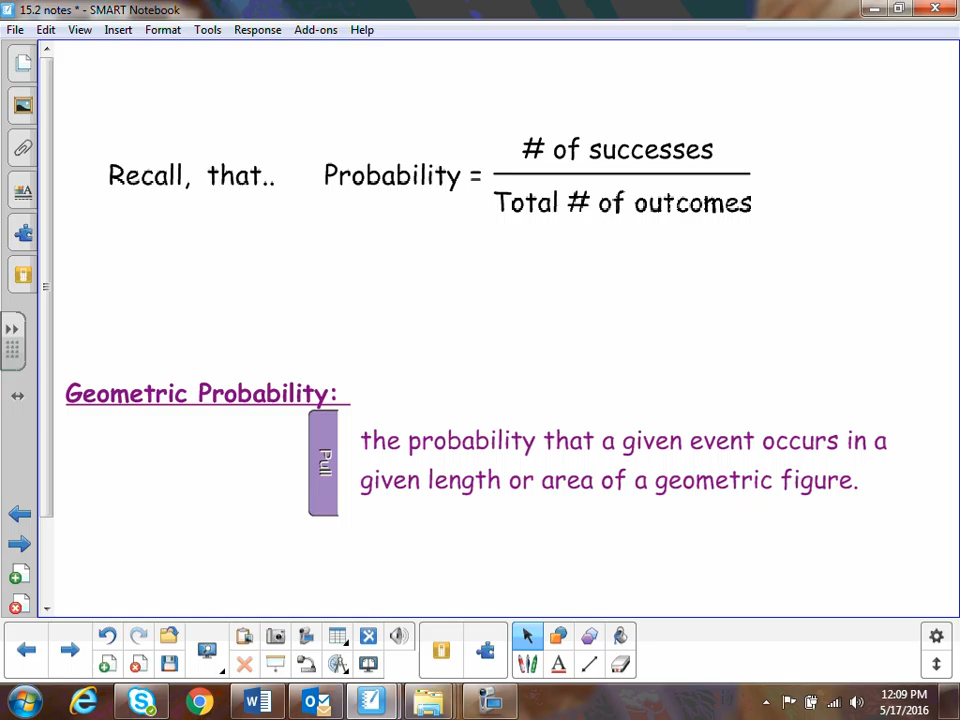 15.2 notes * - SMART Notebook
File Edit View Insert Format Tools Response Add-ons Help
# of successes
Recall, that.. Probability =
Total # of outcomes
Geometric Probability:
Pull
the probability that a given event occurs in a
given length or area of a geometric figure.
12:09 PM
5/17/2016